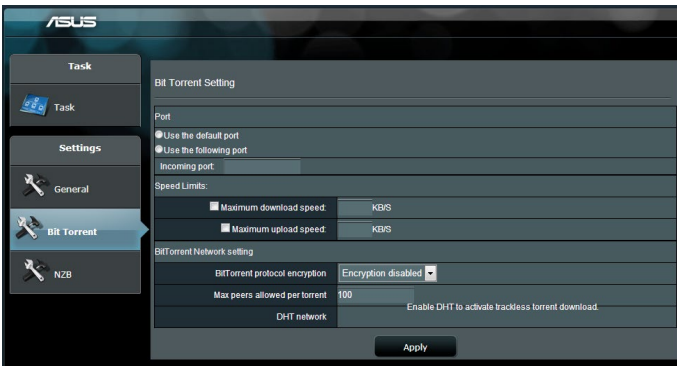 ASUS
Task
Task
Settings
General
Bit Torrent
NZB
Bit Torrent Setting
Port
Use the default port
Use the following port
Incoming port:
Speed Limits:
Maximum download speed: KB/S
Maximum upload speed: KB/S
BitTorrent Network setting
BitTorrent protocol encryption Encryption disabled
Max peers allowed per torrent 100
Enable DHT to activate trackless torrent download.
DHT network
Apply